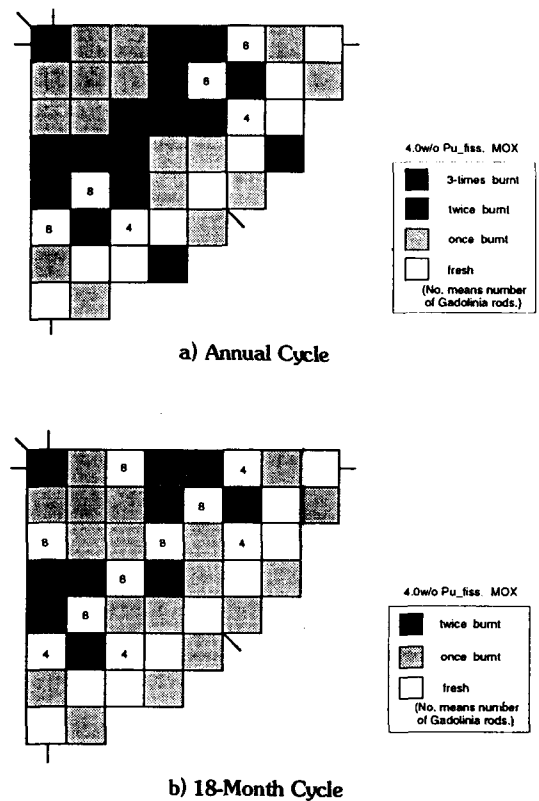 8
8
4
8
8 4
4.0w/o Pu_fiss. MOX
3-times burnt
twice burnt
once burnt
fresh
(No. means number
of Gadolinia rods.)
a) Annual Cycle
8 4
8
8 8 4
8
8
4 4
4.0w/o Pu_fiss. MOX
twice burnt
once burnt
fresh
(No. means number
of Gadolinia rods.)
b) 18-Month Cycle